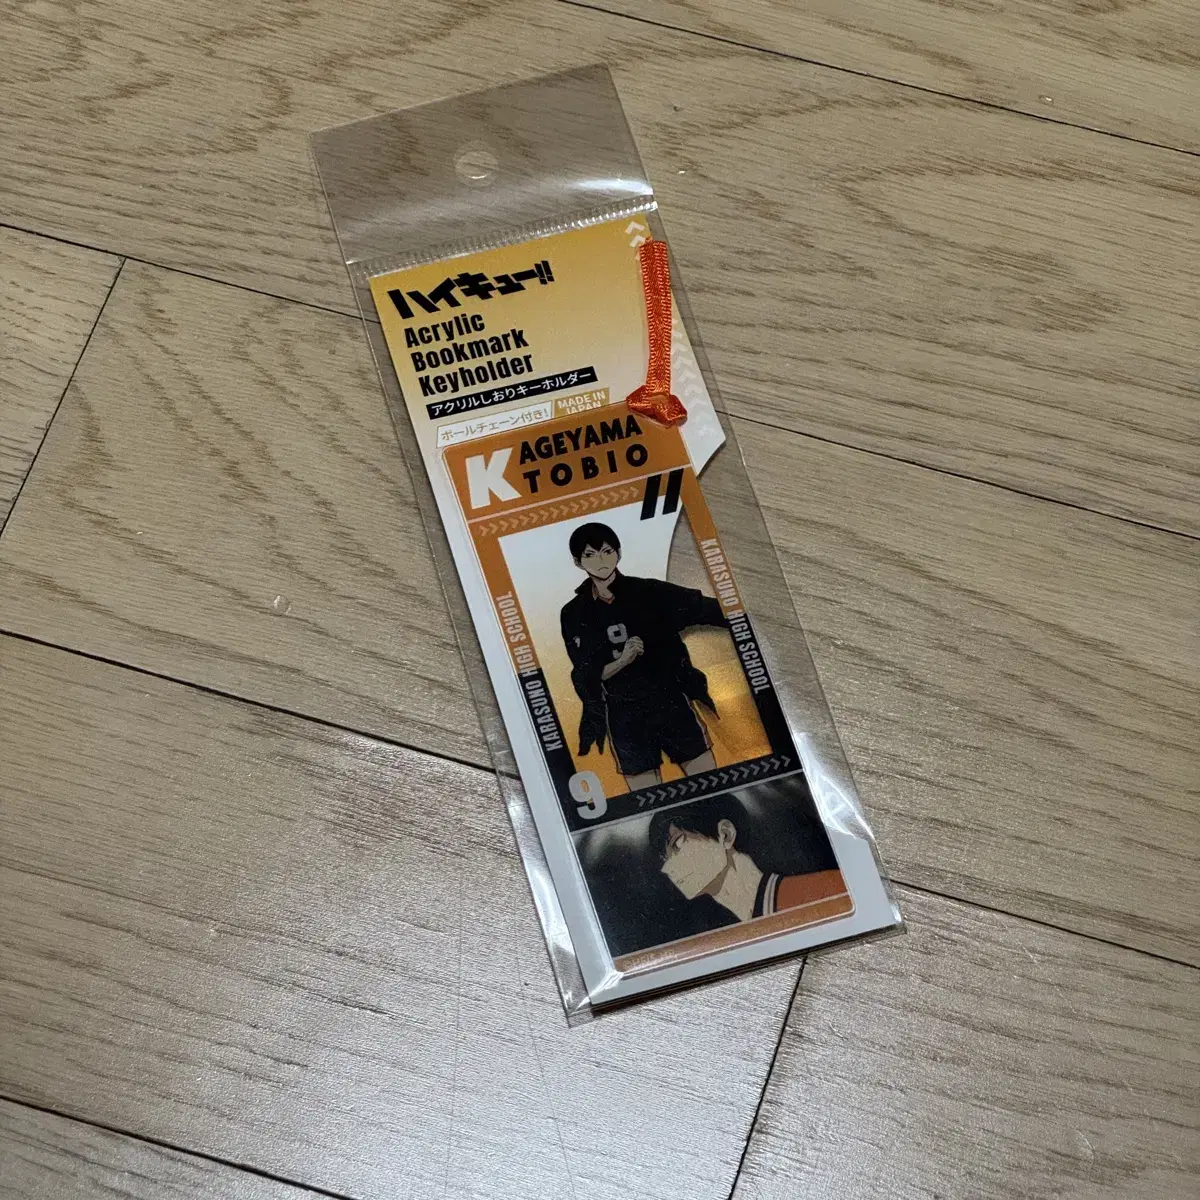 ハイキュー!!
Acrylic
Bookmark
Keyholder
アクリルしおりキーホルダー
ボールチェーン付き!
MADE IN
JAPAN
KAGEYAMA
TOBIO
KARASUNO HIGH SCHOOL
KARASUNO HIGH SCHOOL
9
9